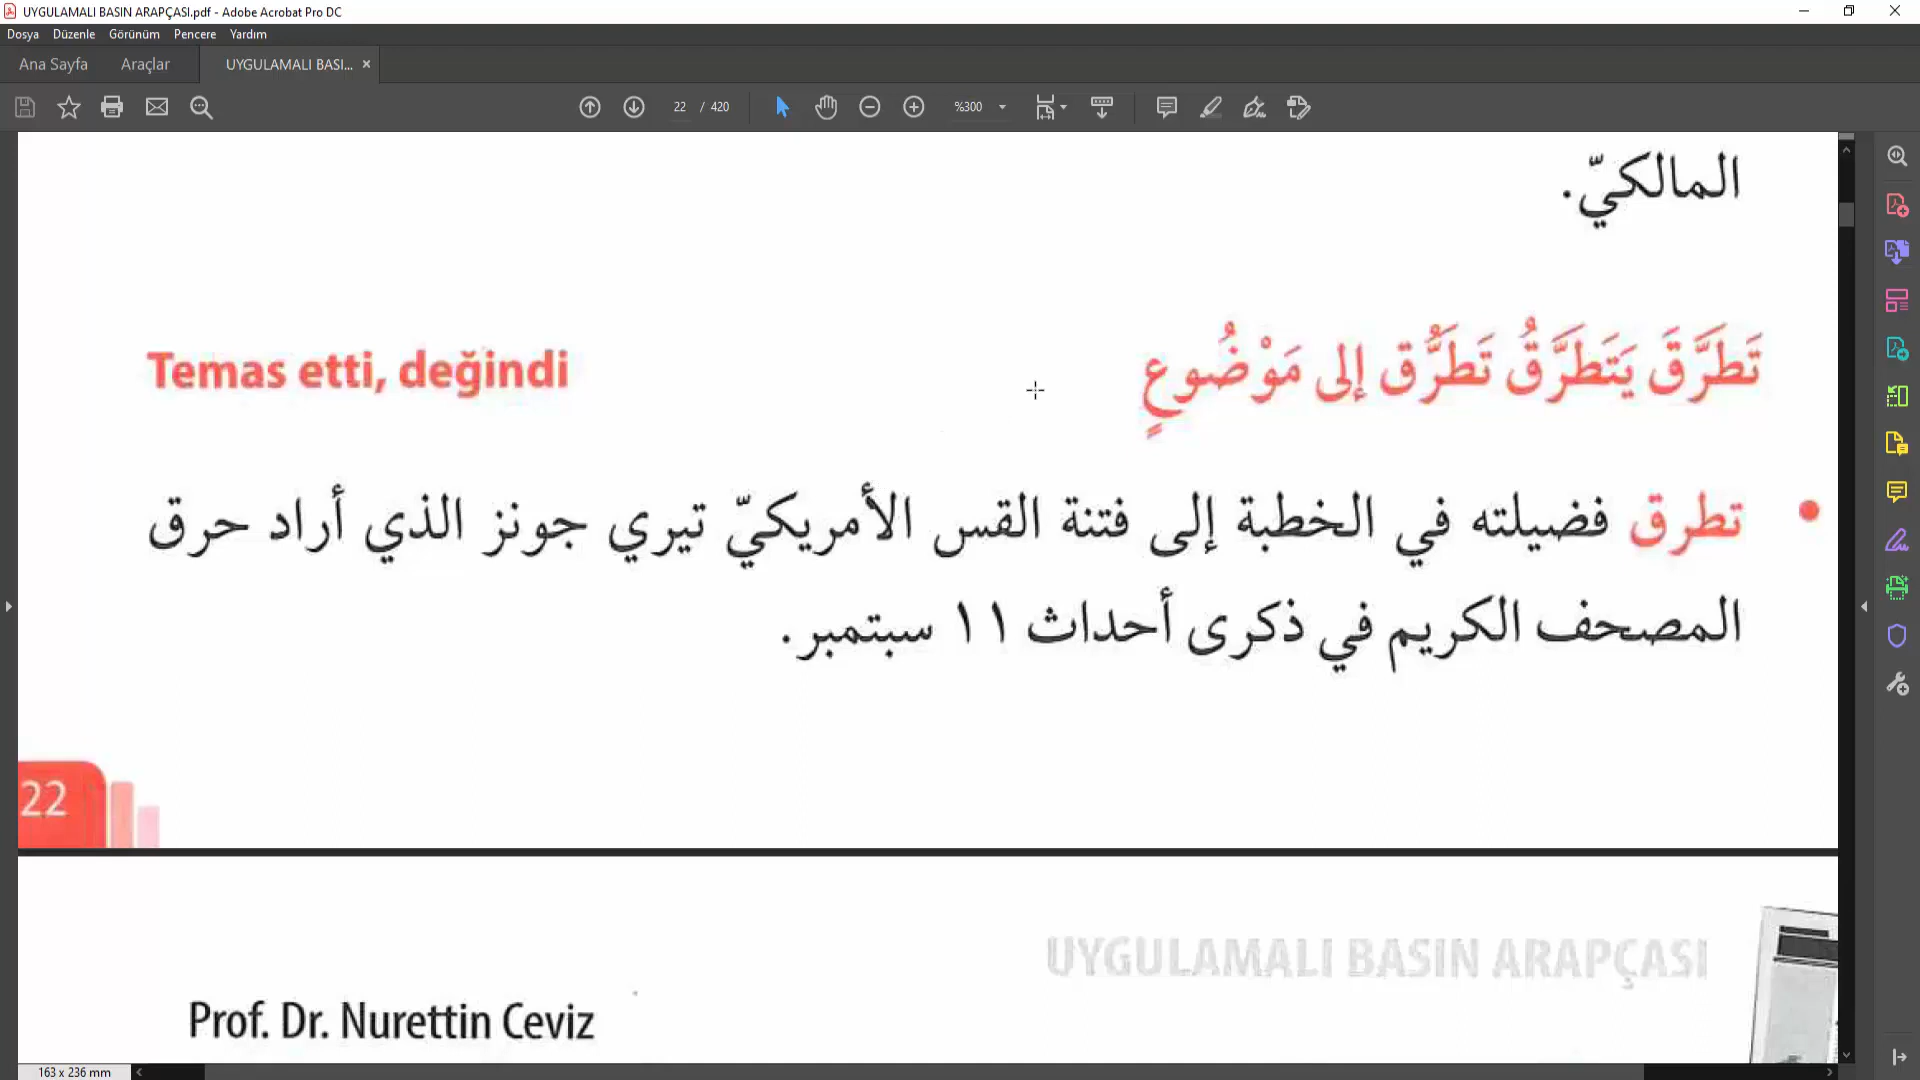 UYGULAMALI BASIN ARAPÇASI.pdf - Adobe Acrobat Pro DC
Dosya Düzenle Görünüm Pencere Yardım
Ana Sayfa Araçlar UYGULAMALI BASI...
22 / 420 %300
المالكيّ.
تَطَرَّقَ يَتَطَرَّقُ تَطَرُّق إلى مَوْضُوعٍ
Temas etti, değindi
تطرق فضيلته في الخطبة إلى فتنة القس الأمريكيّ تيري جونز الذي أراد حرق
المصحف الكريم في ذكرى أحداث ١١ سبتمبر.
22
UYGULAMALI BASIN ARAPÇASI
Prof. Dr. Nurettin Ceviz
163 x 236 mm